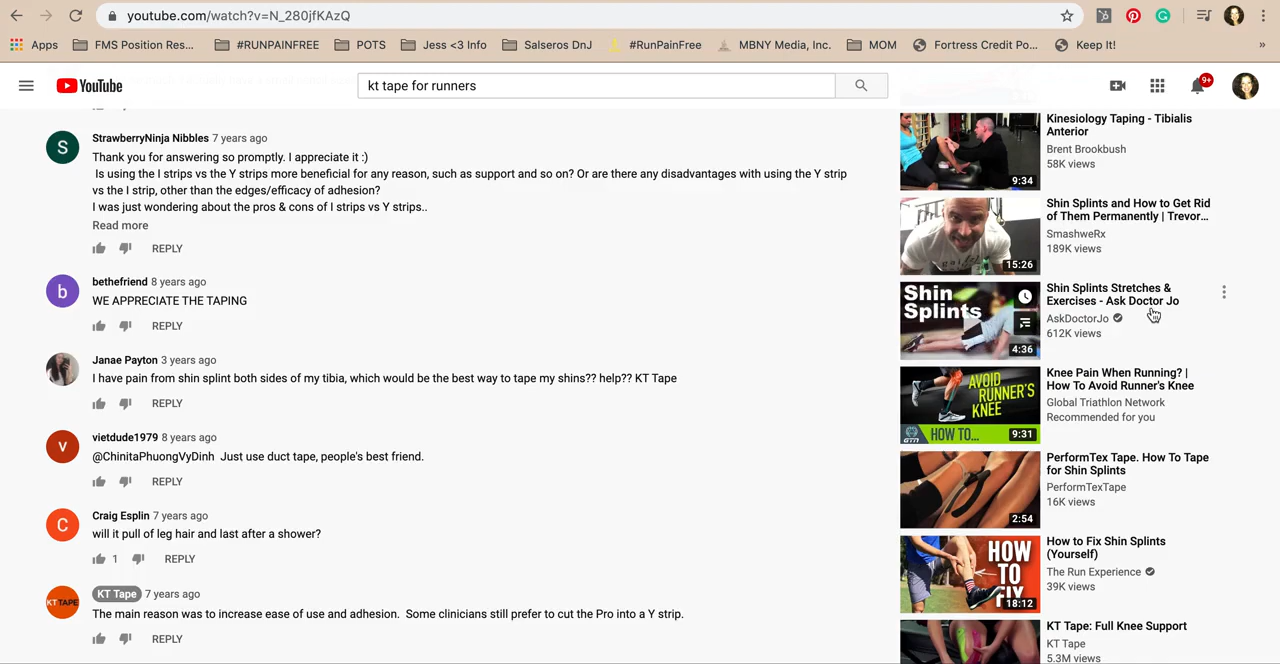 youtube.com/watch?v=N_280jfKAzQ
Apps
FMS Position Res...
#RUNPAINFREE
POTS
Jess <3 Info
Salseros DnJ
#RunPainFree
MBNY Media, Inc.
MOM
Fortress Credit Po...
Keep It!
»
YouTube
kt tape for runners
9+
S
StrawberryNinja Nibbles 7 years ago
Thank you for answering so promptly. I appreciate it :)
Is using the I strips vs the Y strips more beneficial for any reason, such as support and so on? Or are there any disadvantages with using the Y strip
vs the I strip, other than the edges/efficacy of adhesion?
I was just wondering about the pros & cons of I strips vs Y strips..
Read more
REPLY
b
bethefriend 8 years ago
WE APPRECIATE THE TAPING
REPLY
Janae Payton 3 years ago
I have pain from shin splint both sides of my tibia, which would be the best way to tape my shins?? help?? KT Tape
REPLY
v
vietdude1979 8 years ago
@ChinitaPhuongVyDinh Just use duct tape, people's best friend.
REPLY
C
Craig Esplin 7 years ago
will it pull of leg hair and last after a shower?
1 REPLY
KT TAPE
KT Tape 7 years ago
The main reason was to increase ease of use and adhesion. Some clinicians still prefer to cut the Pro into a Y strip.
REPLY
9:34
Kinesiology Taping - Tibialis
Anterior
Brent Brookbush
58K views
15:26
Shin Splints and How to Get Rid
of Them Permanently | Trevor...
SmashweRx
189K views
Shin
Splints
4:36
Shin Splints Stretches &
Exercises - Ask Doctor Jo
AskDoctorJo
612K views
AVOID
RUNNER'S
KNEE
GTN
HOW TO...
9:31
Knee Pain When Running? |
How To Avoid Runner's Knee
Global Triathlon Network
Recommended for you
2:54
PerformTex Tape. How To Tape
for Shin Splints
PerformTexTape
16K views
HOW
TO
FIX
18:12
How to Fix Shin Splints
(Yourself)
The Run Experience
39K views
KT Tape: Full Knee Support
KT Tape
5.3M views